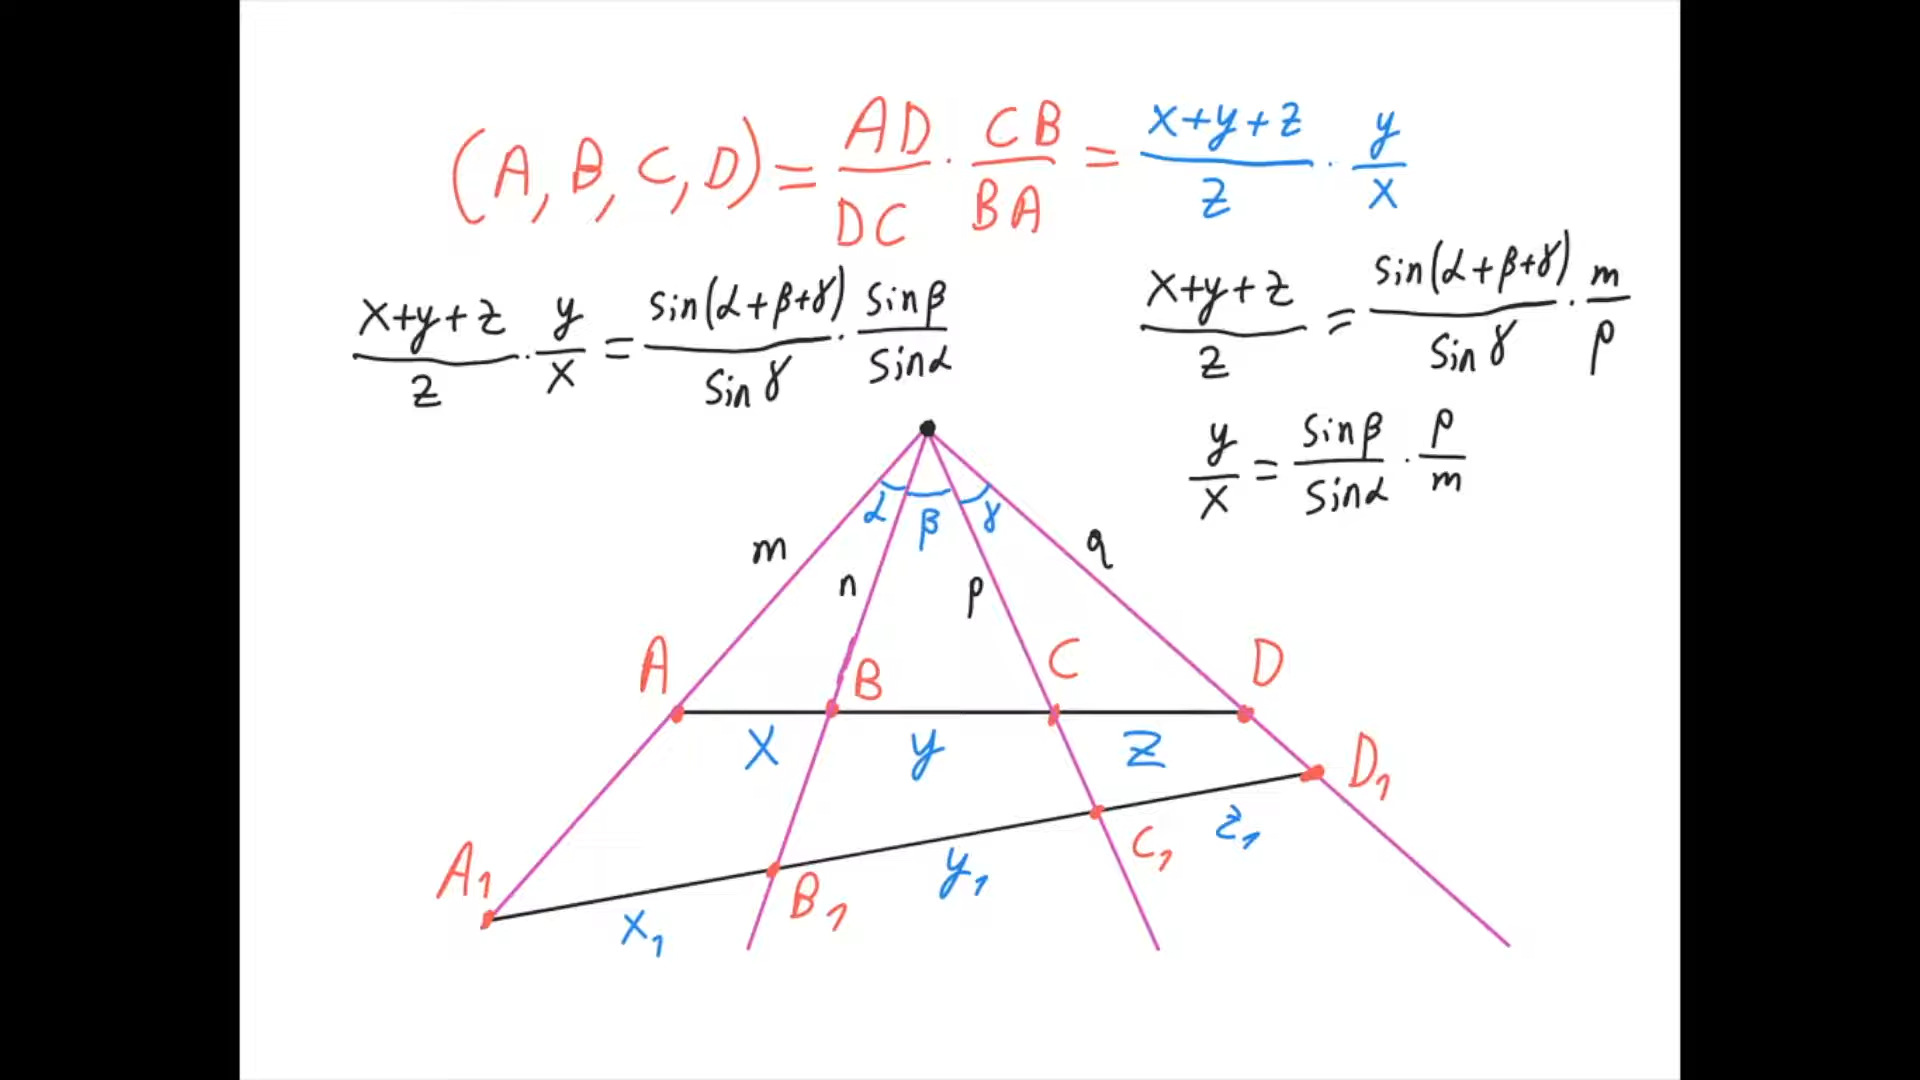 (A, B, C, D) = AD/DC · CB/BA = x+y+z/z · y/x
x+y+z/z · y/x = sin(α+β+γ)/sin γ · sin β/sin α
x+y+z/z = sin(α+β+γ)/sin γ · m/p
y/x = sin β/sin α · p/m
α β γ
m n p q
A B C D
x y z
D₁
A₁ B₁ C₁
x₁ y₁ z₁